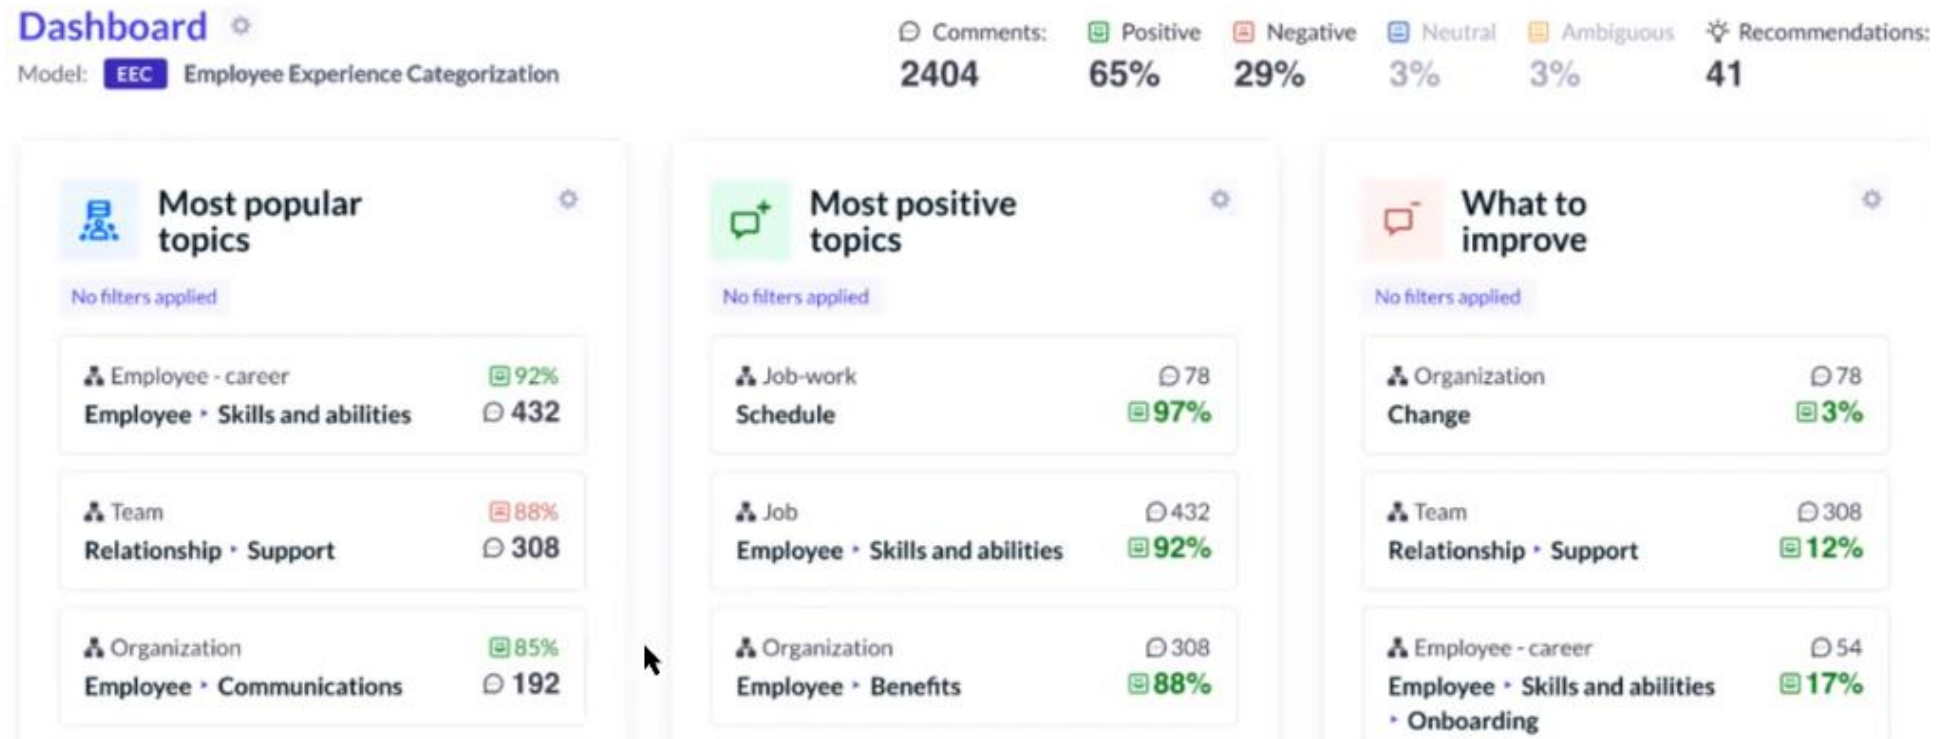 Dashboard
Comments: Positive Negative Neutral Ambiguous Recommendations:
2404 65% 29% 3% 3% 41
Model: EEC Employee Experience Categorization
Most popular
topics
No filters applied
Employee - career 92%
Employee ‣ Skills and abilities 432
Team 88%
Relationship ‣ Support 308
Organization 85%
Employee ‣ Communications 192
Most positive
topics
No filters applied
Job-work 78
Schedule 97%
Job 432
Employee ‣ Skills and abilities 92%
Organization 308
Employee ‣ Benefits 88%
What to
improve
No filters applied
Organization 78
Change 3%
Team 308
Relationship ‣ Support 12%
Employee - career 54
Employee ‣ Skills and abilities 17%
‣ Onboarding